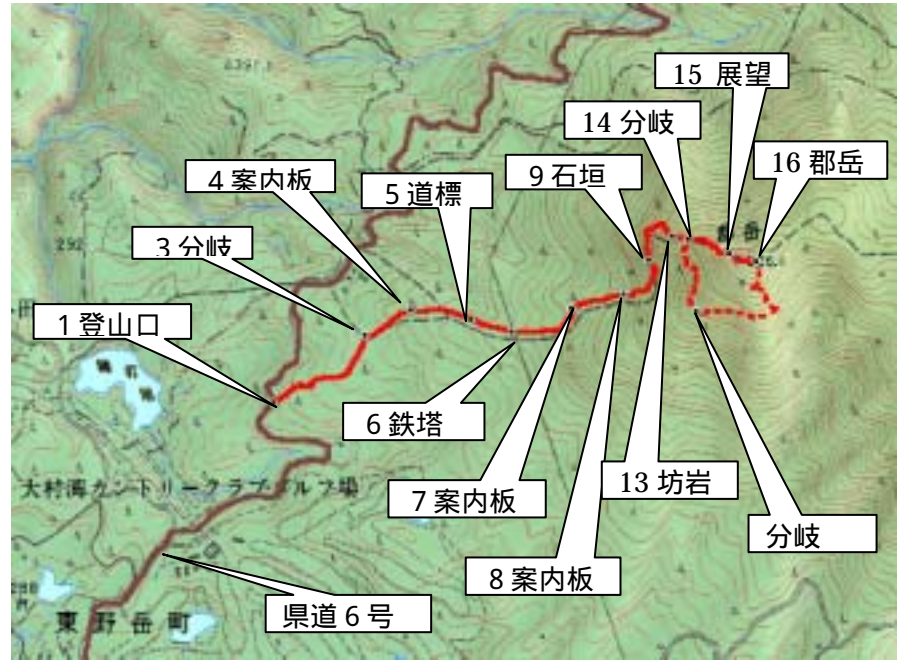 15 展望
14 分岐
16 郡岳
4 案内板
5 道標
9 石垣
3 分岐
292
1 登山口
6 鉄塔
13 坊岩
大村湾カントリークラブゴルフ場
7 案内板
分岐
8 案内板
県道６号
東野岳町